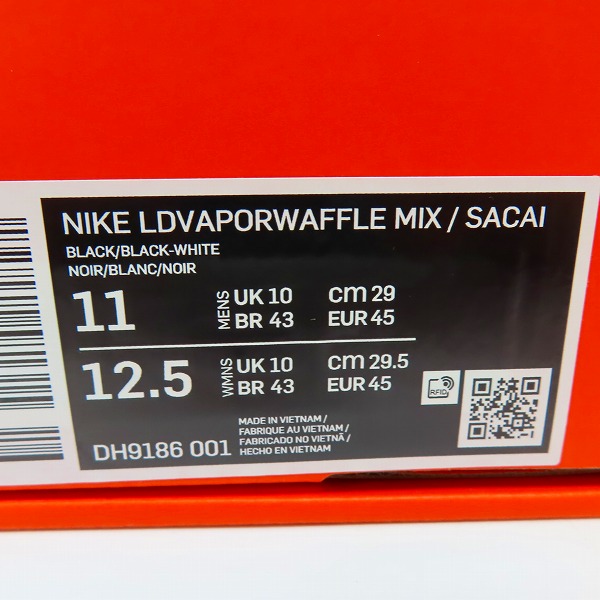 NIKE LDVAPORWAFFLE MIX / SACAI
BLACK/BLACK-WHITE
NOIR/BLANC/NOIR
11 MENS UK 10 cm 29
BR 43 EUR 45
12.5 WMNS UK 10 cm 29.5
BR 43 EUR 45
RFID
DH9186 001
MADE IN VIETNAM /
FABRIQUE AU VIETNAM /
FABRICADO NO VIETNÃ /
HECHO EN VIETNAM